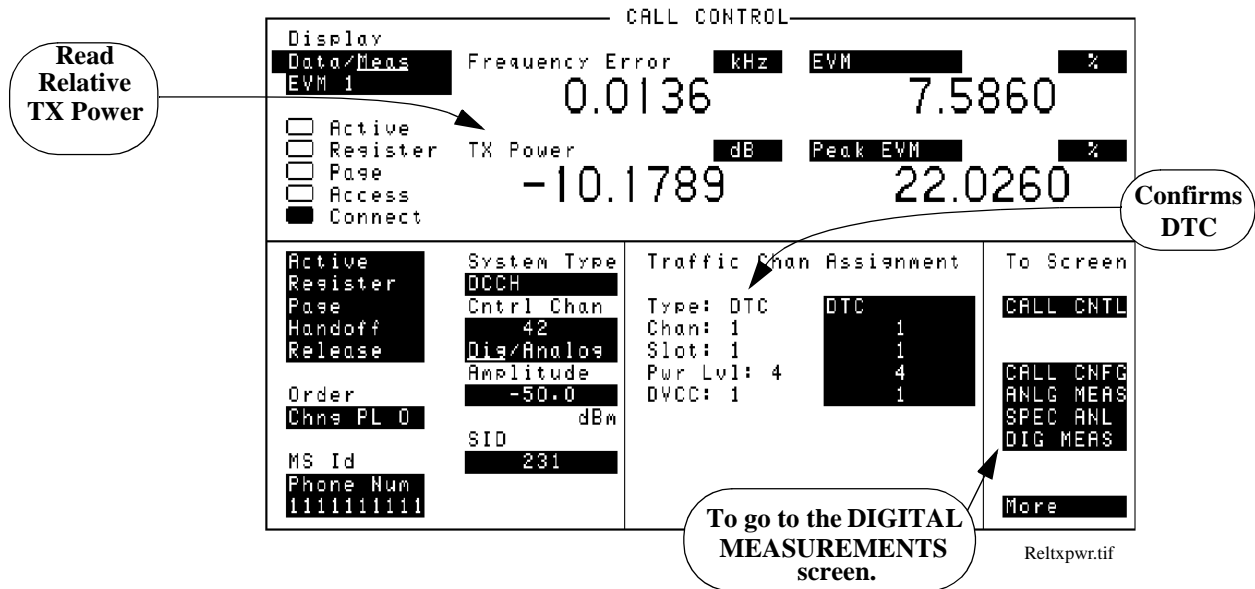 CALL CONTROL
Read
Relative
TX Power
Display
Data/Meas
EVM 1
Frequency Error kHz
0.0136
EVM %
7.5860
Active
Register
Page
Access
Connect
TX Power dB
-10.1789
Peak EVM %
22.0260
Confirms
DTC
Active
Register
Page
Handoff
Release
Order
Chng PL 0
MS Id
Phone Num
1111111111
System Type
DCCH
Cntrl Chan
42
Dig/Analog
Amplitude
-50.0
dBm
SID
231
Traffic Chan Assignment
Type: DTC DTC
Chan: 1 1
Slot: 1 1
Pwr Lvl: 4 4
DVCC: 1 1
To Screen
CALL CNTL
CALL CNFG
ANLG MEAS
SPEC ANL
DIG MEAS
More
To go to the DIGITAL
MEASUREMENTS
screen.
Reltxpwr.tif